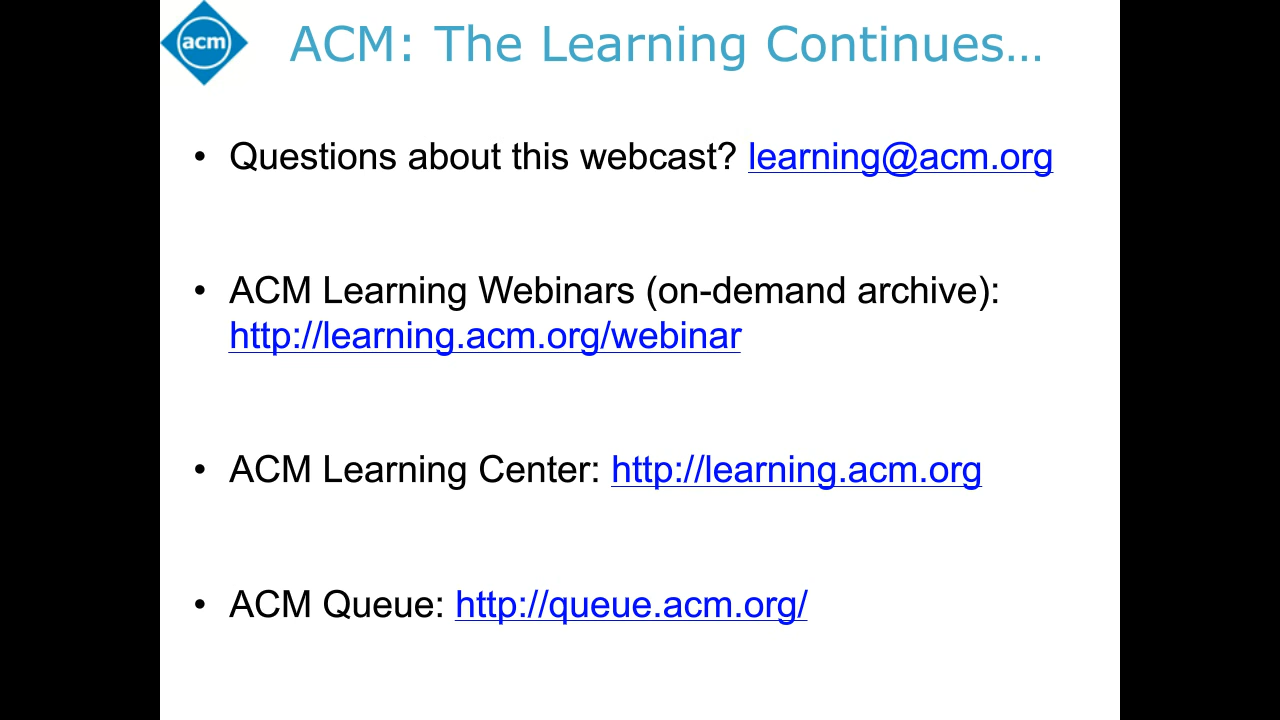 acm
ACM: The Learning Continues…
• Questions about this webcast? learning@acm.org
• ACM Learning Webinars (on-demand archive):
http://learning.acm.org/webinar
• ACM Learning Center: http://learning.acm.org
• ACM Queue: http://queue.acm.org/